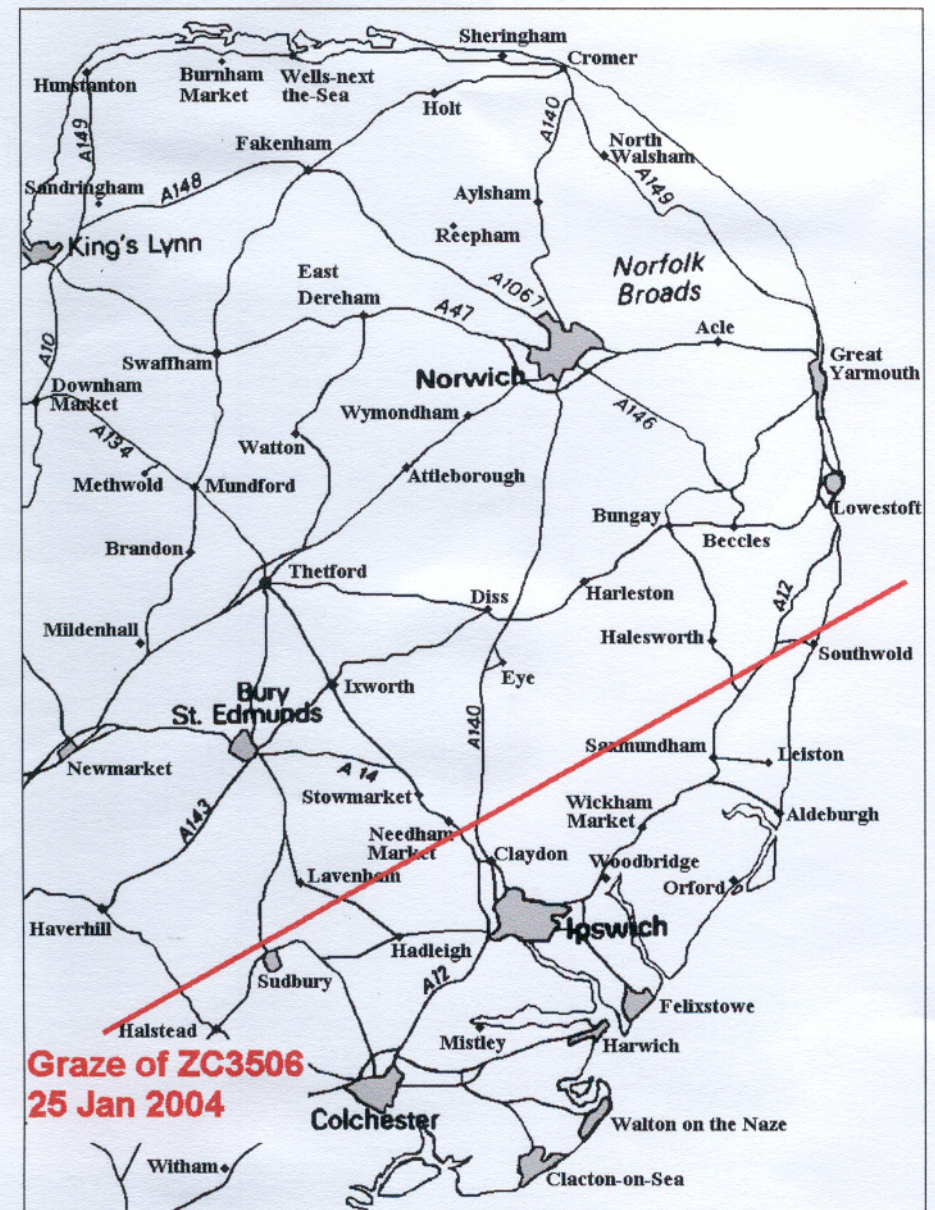 Sheringham
Cromer
Hunstanton
Burnham
Market
Wells-next
the-Sea
Holt
A149
A140
North
Walsham
Fakenham
A149
Sandringham
A148
Aylsham
Reepham
King's Lynn
Norfolk
Broads
East
Dereham
A1067
A47
Acle
A10
Swaffham
Great
Yarmouth
Norwich
Downham
Market
Wymondham
A146
A134
Watton
Methwold
Mundford
Attleborough
Lowestoft
Bungay
Beccles
Brandon
Thetford
Diss
Harleston
A12
Mildenhall
Halesworth
Southwold
Eye
Ixworth
Bury
St. Edmunds
A140
Saxmundham
Leiston
Newmarket
A 14
Stowmarket
Wickham
Market
Aldeburgh
A143
Needham
Market
Claydon
Woodbridge
Lavenham
Orford
Haverhill
Ipswich
Hadleigh
Sudbury
A12
Felixstowe
Halstead
Mistley
Harwich
Graze of ZC3506
25 Jan 2004
Colchester
Walton on the Naze
Witham
Clacton-on-Sea